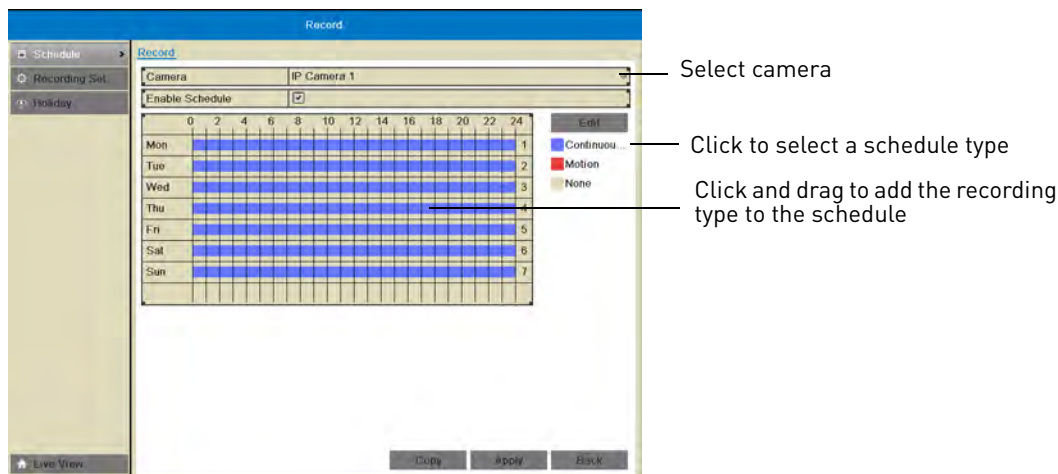 Record
Schedule
Recording Set.
Holiday
Record
Camera IP Camera 1
Enable Schedule
0 2 4 6 8 10 12 14 16 18 20 22 24
Edit
Mon 1
Tue 2
Wed 3
Thu 4
Fri 5
Sat 6
Sun 7
Continuou...
Motion
None
Select camera
Click to select a schedule type
Click and drag to add the recording
type to the schedule
Live View
Copy Apply Back